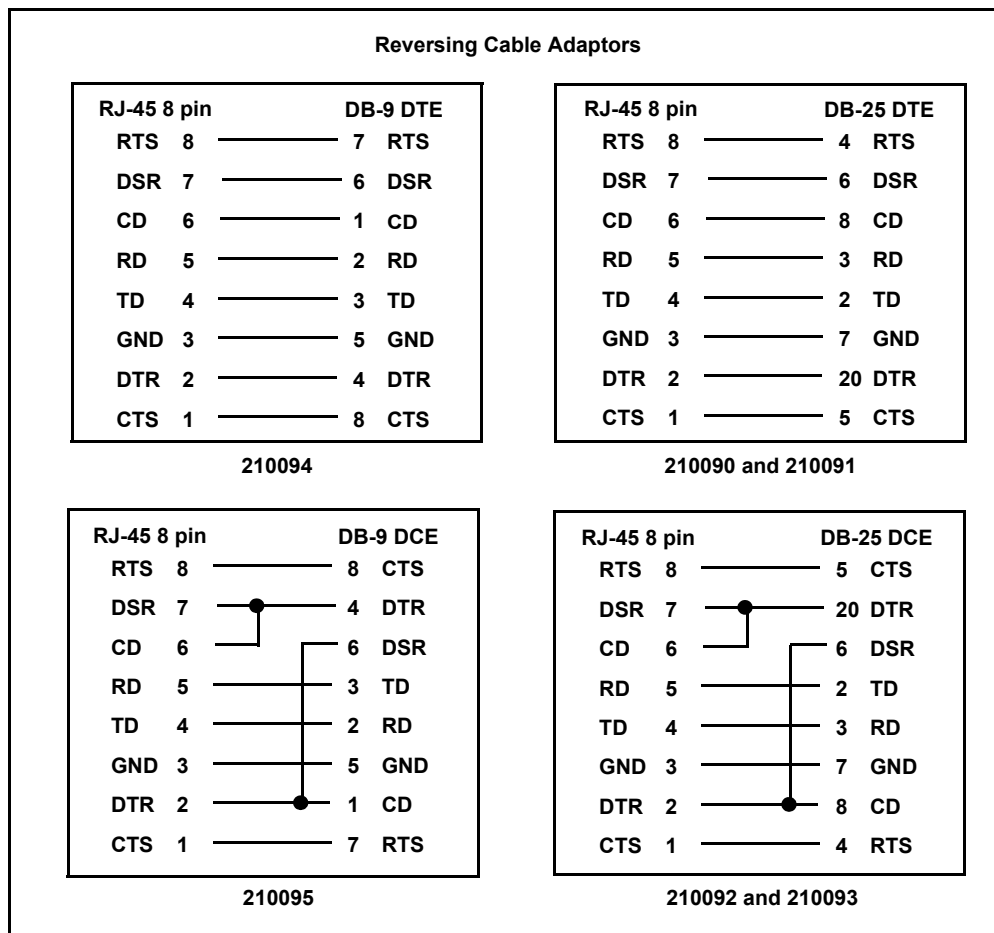 Reversing Cable Adaptors
RJ-45 8 pin DB-9 DTE
RTS 8 7 RTS
DSR 7 6 DSR
CD 6 1 CD
RD 5 2 RD
TD 4 3 TD
GND 3 5 GND
DTR 2 4 DTR
CTS 1 8 CTS
210094
RJ-45 8 pin DB-25 DTE
RTS 8 4 RTS
DSR 7 6 DSR
CD 6 8 CD
RD 5 3 RD
TD 4 2 TD
GND 3 7 GND
DTR 2 20 DTR
CTS 1 5 CTS
210090 and 210091
RJ-45 8 pin DB-9 DCE
RTS 8 8 CTS
DSR 7 4 DTR
CD 6 6 DSR
RD 5 3 TD
TD 4 2 RD
GND 3 5 GND
DTR 2 1 CD
CTS 1 7 RTS
210095
RJ-45 8 pin DB-25 DCE
RTS 8 5 CTS
DSR 7 20 DTR
CD 6 6 DSR
RD 5 2 TD
TD 4 3 RD
GND 3 7 GND
DTR 2 8 CD
CTS 1 4 RTS
210092 and 210093